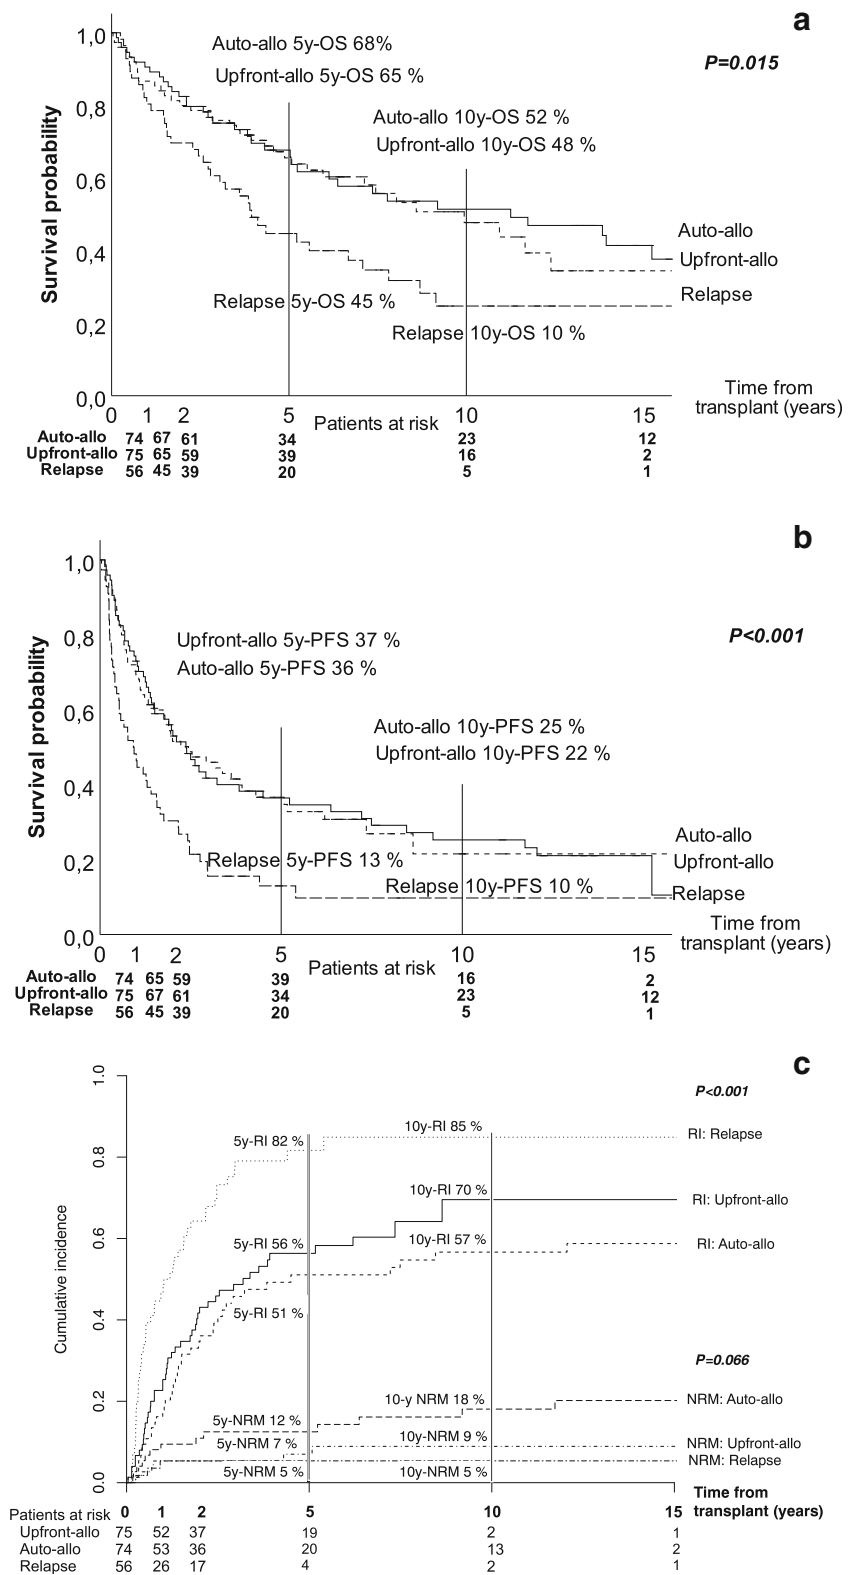 a
1,0
Auto-allo 5y-OS 68%
P=0.015
Upfront-allo 5y-OS 65 %
0,8
Auto-allo 10y-OS 52 %
Upfront-allo 10y-OS 48 %
0,6
Survival probability
Auto-allo
0,4
Upfront-allo
Relapse 5y-OS 45 %
Relapse
0,2
Relapse 10y-OS 10 %
0,0
Time from
transplant (years)
0 1 2 5 10 15
Patients at risk
Auto-allo 74 67 61 34 23 12
Upfront-allo 75 65 59 39 16 2
Relapse 56 45 39 20 5 1
b
1,0
P<0.001
0,8
Upfront-allo 5y-PFS 37 %
Auto-allo 5y-PFS 36 %
0,6
Auto-allo 10y-PFS 25 %
Upfront-allo 10y-PFS 22 %
Survival probability
0,4
Auto-allo
0,2
Relapse 5y-PFS 13 %
Upfront-allo
Relapse 10y-PFS 10 %
Relapse
0,0
Time from
transplant (years)
0 1 2 5 10 15
Patients at risk
Auto-allo 74 65 59 39 16 2
Upfront-allo 75 67 61 34 23 12
Relapse 56 45 39 20 5 1
c
1.0
P<0.001
10y-RI 85 %
RI: Relapse
5y-RI 82 %
0.8
10y-RI 70 %
RI: Upfront-allo
0.6
5y-RI 56 %
10y-RI 57 %
RI: Auto-allo
Cumulative incidence
5y-RI 51 %
0.4
P=0.066
0.2
10-y NRM 18 %
NRM: Auto-allo
5y-NRM 12 %
10y-NRM 9 %
5y-NRM 7 %
NRM: Upfront-allo
NRM: Relapse
5y-NRM 5 %
10y-NRM 5 %
0.0
Time from
transplant (years)
Patients at risk 0 1 2 5 10 15
Upfront-allo 75 52 37 19 2 1
Auto-allo 74 53 36 20 13 2
Relapse 56 26 17 4 2 1